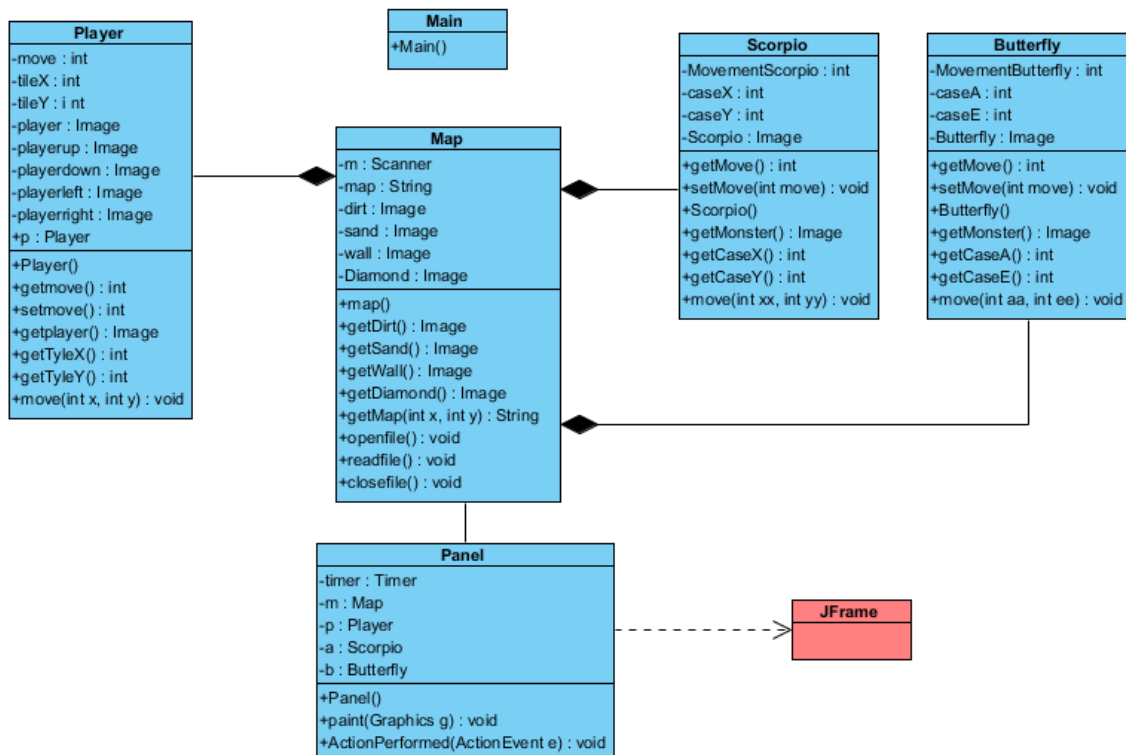 Player
-move : int
-tileX : int
-tileY : i nt
-player : Image
-playerup : Image
-playerdown : Image
-playerleft : Image
-playerright : Image
+p : Player
+Player()
+getmove() : int
+setmove() : int
+getplayer() : Image
+getTyleX() : int
+getTyleY() : int
+move(int x, int y) : void
Main
+Main()
Map
-m : Scanner
-map : String
-dirt : Image
-sand : Image
-wall : Image
-Diamond : Image
+map()
+getDirt() : Image
+getSand() : Image
+getWall() : Image
+getDiamond() : Image
+getMap(int x, int y) : String
+openfile() : void
+readfile() : void
+closefile() : void
Scorpio
-MovementScorpio : int
-caseX : int
-caseY : int
-Scorpio : Image
+getMove() : int
+setMove(int move) : void
+Scorpio()
+getMonster() : Image
+getCaseX() : int
+getCaseY() : int
+move(int xx, int yy) : void
Butterfly
-MovementButterfly : int
-caseA : int
-caseE : int
-Butterfly : Image
+getMove() : int
+setMove(int move) : void
+Butterfly()
+getMonster() : Image
+getCaseA() : int
+getCaseE() : int
+move(int aa, int ee) : void
Panel
-timer : Timer
-m : Map
-p : Player
-a : Scorpio
-b : Butterfly
+Panel()
+paint(Graphics g) : void
+ActionPerformed(ActionEvent e) : void
JFrame